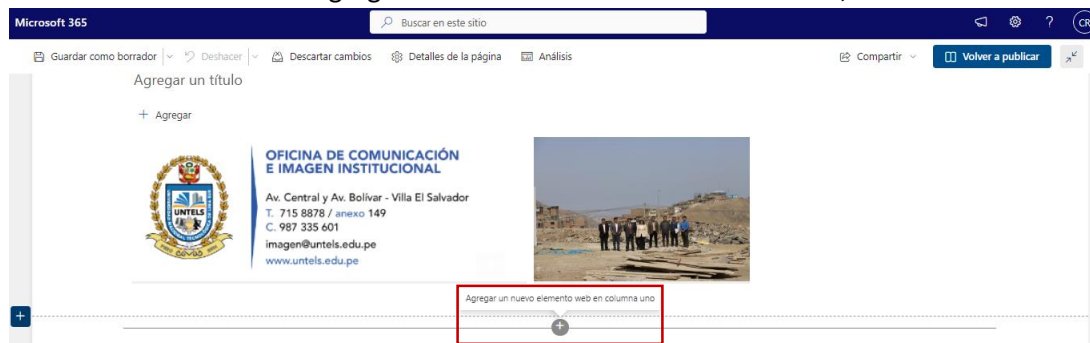 Microsoft 365
Buscar en este sitio
?
CR
Guardar como borrador
Deshacer
Descartar cambios
Detalles de la página
Análisis
Compartir
Volver a publicar
Agregar un título
+ Agregar
UNTELS
OFICINA DE COMUNICACIÓN
E IMAGEN INSTITUCIONAL
Av. Central y Av. Bolívar - Villa El Salvador
T. 715 8878 / anexo 149
C. 987 335 601
imagen@untels.edu.pe
www.untels.edu.pe
Agregar un nuevo elemento web en columna uno